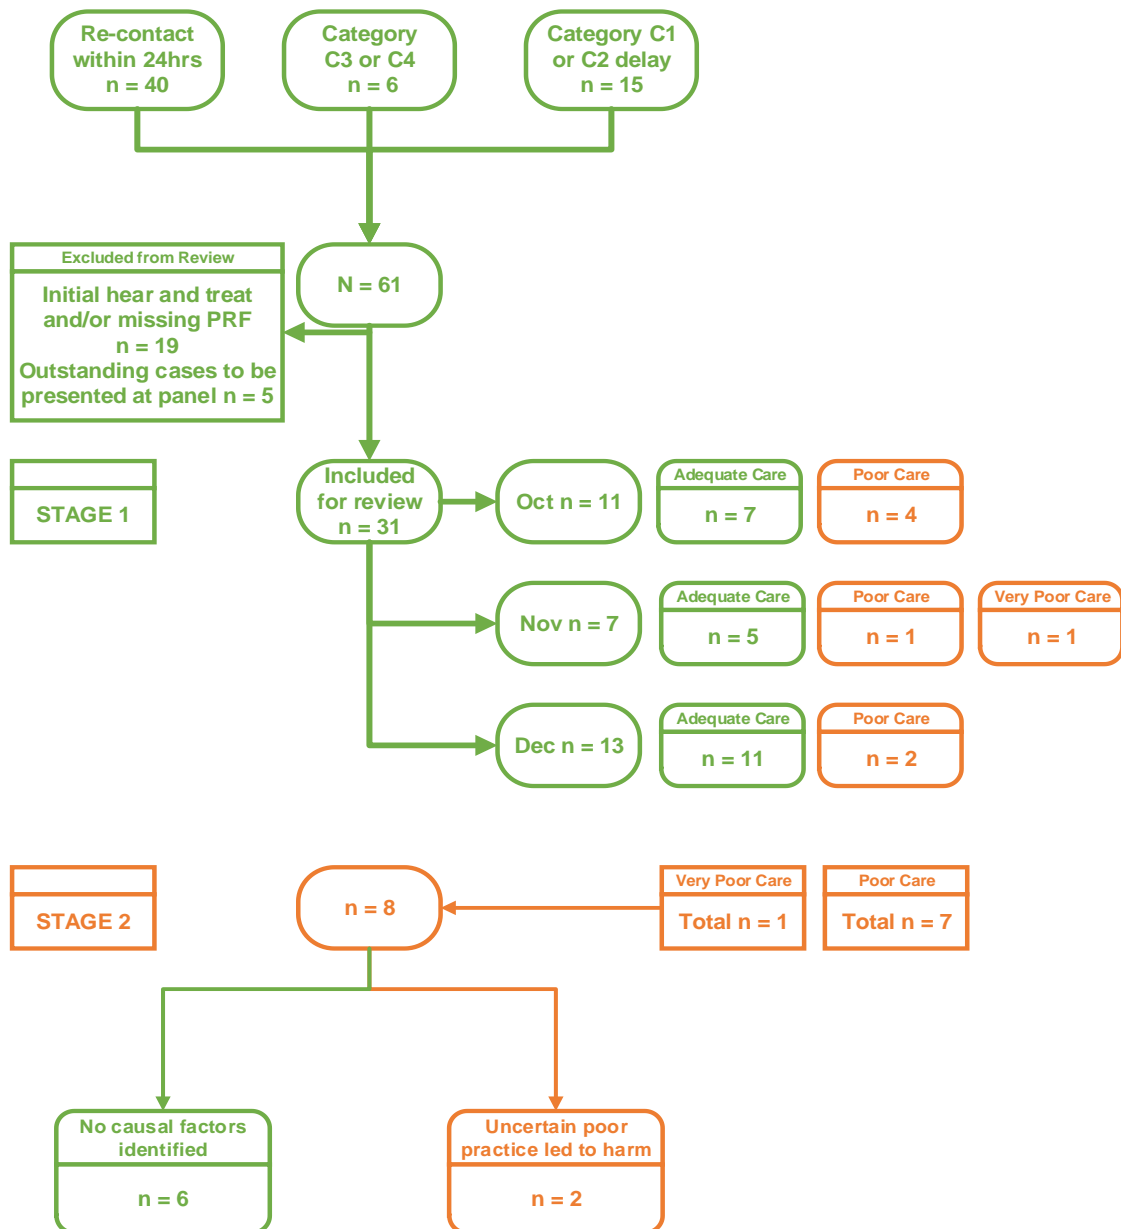 Re-contact
within 24hrs
n = 40
Category
C3 or C4
n = 6
Category C1
or C2 delay
n = 15
N = 61
Excluded from Review
Initial hear and treat
and/or missing PRF
n = 19
Outstanding cases to be
presented at panel n = 5
STAGE 1
Included
for review
n = 31
Oct n = 11
Adequate Care
n = 7
Poor Care
n = 4
Nov n = 7
Adequate Care
n = 5
Poor Care
n = 1
Very Poor Care
n = 1
Dec n = 13
Adequate Care
n = 11
Poor Care
n = 2
STAGE 2
n = 8
Very Poor Care
Total n = 1
Poor Care
Total n = 7
No causal factors
identified
n = 6
Uncertain poor
practice led to harm
n = 2